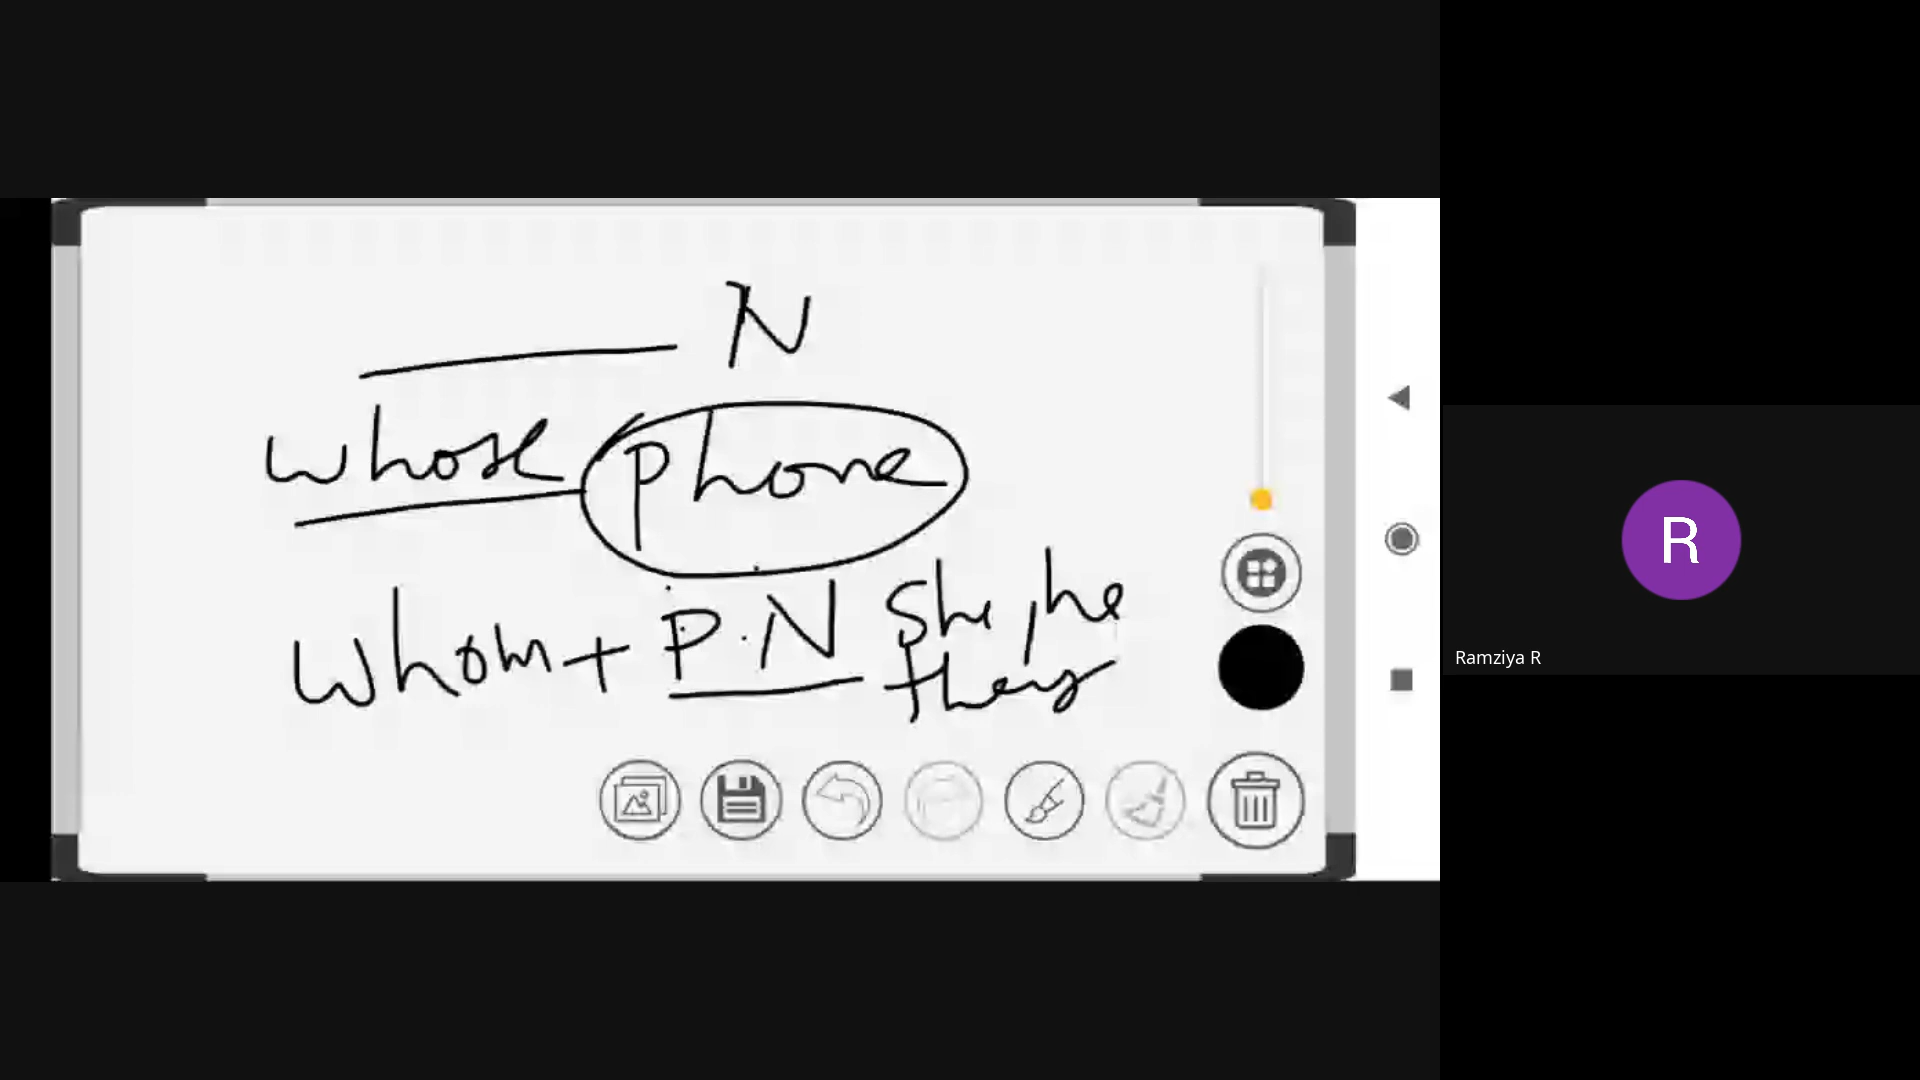 N
whose phone
Whom + P.N She, he
they
R
Ramziya R